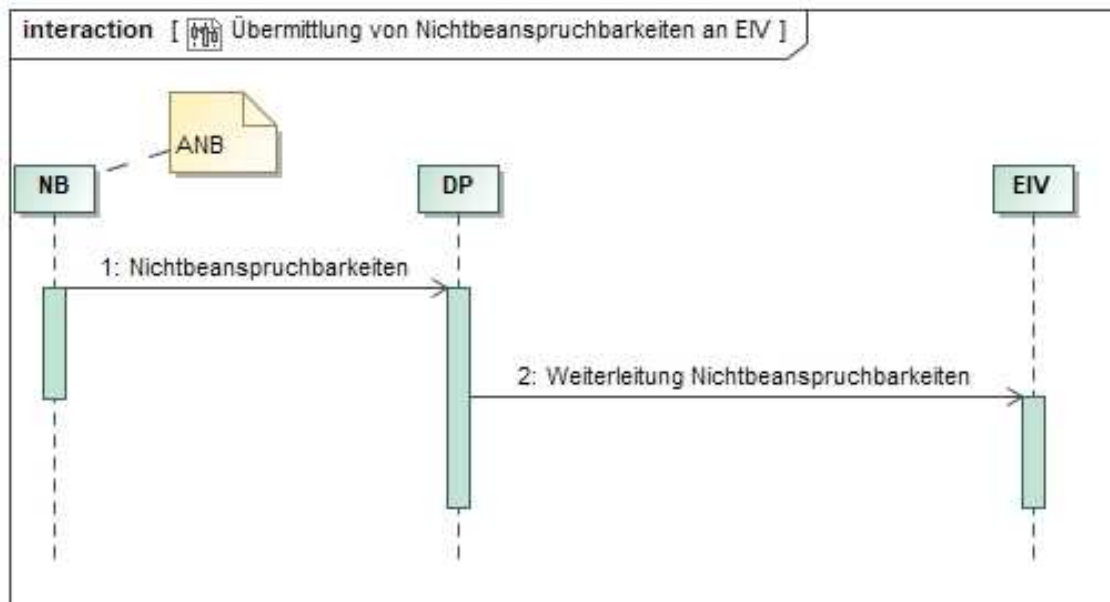 interaction [ Übermittlung von Nichtbeanspruchbarkeiten an EIV ]
ANB
NB
DP
EIV
1: Nichtbeanspruchbarkeiten
2: Weiterleitung Nichtbeanspruchbarkeiten